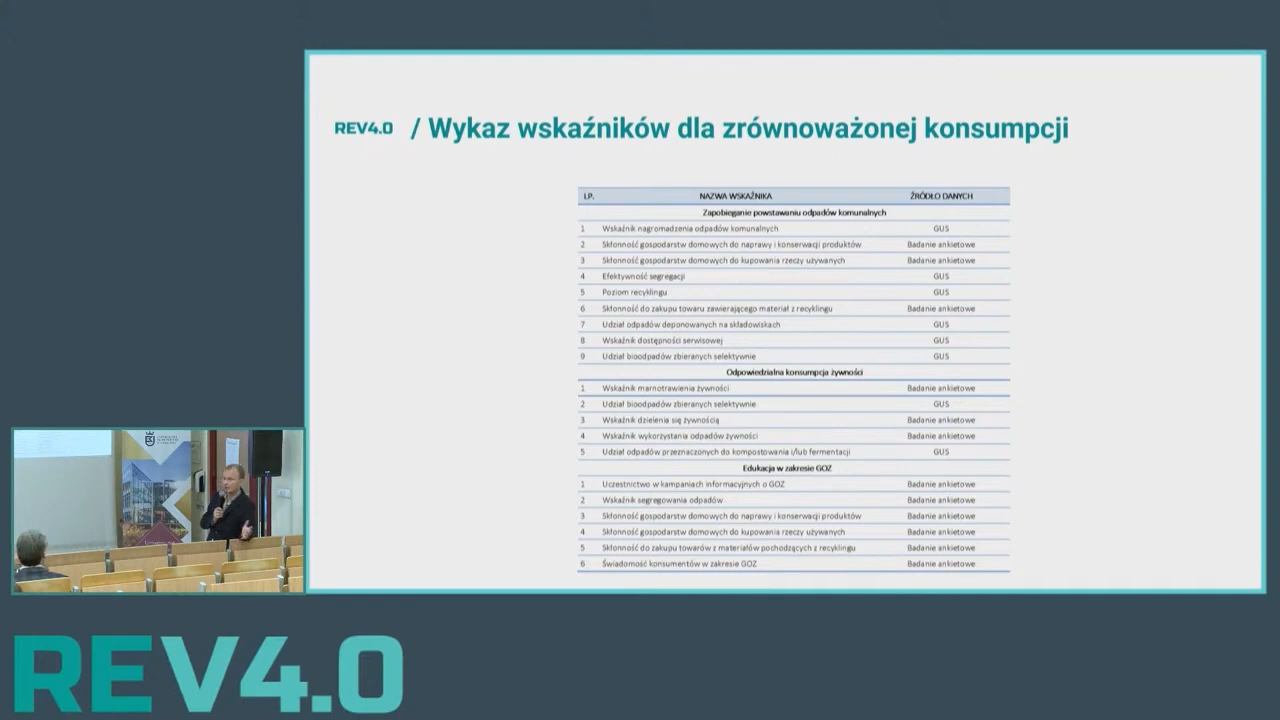 REV4.0 / Wykaz wskaźników dla zrównoważonej konsumpcji
LP. NAZWA WSKAŹNIKA ŹRÓDŁO DANYCH
Zapobieganie powstawaniu odpadów komunalnych
1 Wskaźnik nagromadzenia odpadów komunalnych GUS
2 Skłonność gospodarstw domowych do naprawy i konserwacji produktów Badanie ankietowe
3 Skłonność gospodarstw domowych do kupowania rzeczy używanych Badanie ankietowe
4 Efektywność segregacji GUS
5 Poziom recyklingu GUS
6 Skłonność do zakupu towaru zawierającego materiał z recyklingu Badanie ankietowe
7 Udział odpadów deponowanych na składowiskach GUS
8 Wskaźnik dostępności serwisowej GUS
9 Udział bioodpadów zbieranych selektywnie GUS
Odpowiedzialna konsumpcja żywności
1 Wskaźnik marnotrawienia żywności Badanie ankietowe
2 Udział bioodpadów zbieranych selektywnie GUS
3 Wskaźnik dzielenia się żywnością Badanie ankietowe
4 Wskaźnik wykorzystania odpadów żywności Badanie ankietowe
5 Udział odpadów przeznaczonych do kompostowania i/lub fermentacji GUS
Edukacja w zakresie GOZ
1 Uczestnictwo w kampaniach informacyjnych o GOZ Badanie ankietowe
2 Wskaźnik segregowania odpadów Badanie ankietowe
3 Skłonność gospodarstw domowych do naprawy i konserwacji produktów Badanie ankietowe
4 Skłonność gospodarstw domowych do kupowania rzeczy używanych Badanie ankietowe
5 Skłonność do zakupu towarów z materiałów pochodzących z recyklingu Badanie ankietowe
6 Świadomość konsumentów w zakresie GOZ Badanie ankietowe
REV4.0